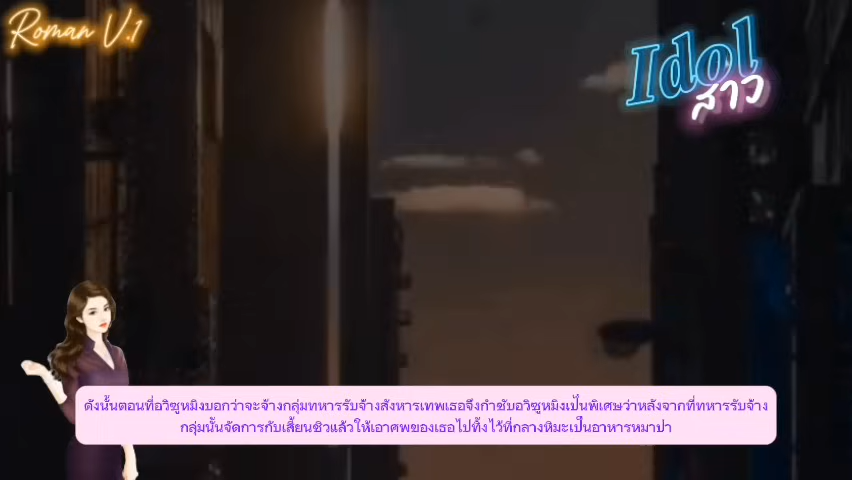 Roman V.1
Idol
สาว
ดังนั้นตอนที่อวิซูหมิงบอกว่าจะจ้างกลุ่มทหารรับจ้างสังหารเทพเธอจึงกำชับอวิซูหมิงเป็นพิเศษว่าหลังจากที่ทหารรับจ้าง
กลุ่มนั้นจัดการกับเสี้ยนซิวแล้วให้เอาศพของเธอไปทิ้งไว้ที่กลางหิมะเป็นอาหารหมาป่า